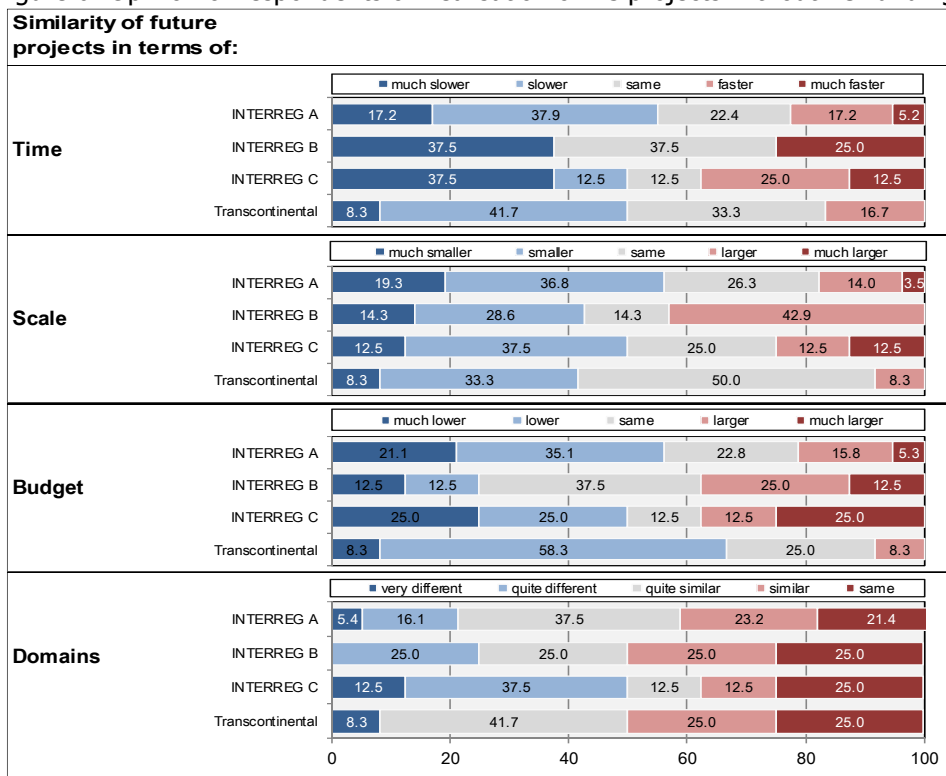 Similarity of future
projects in terms of:
much slower slower same faster much faster
INTERREG A 17.2 37.9 22.4 17.2 5.2
Time
INTERREG B 37.5 37.5 25.0
INTERREG C 37.5 12.5 12.5 25.0 12.5
Transcontinental 8.3 41.7 33.3 16.7
much smaller smaller same larger much larger
INTERREG A 19.3 36.8 26.3 14.0 3.5
Scale
INTERREG B 14.3 28.6 14.3 42.9
INTERREG C 12.5 37.5 25.0 12.5 12.5
Transcontinental 8.3 33.3 50.0 8.3
much lower lower same larger much larger
INTERREG A 21.1 35.1 22.8 15.8 5.3
Budget
INTERREG B 12.5 12.5 37.5 25.0 12.5
INTERREG C 25.0 25.0 12.5 12.5 25.0
Transcontinental 8.3 58.3 25.0 8.3
very different quite different quite similar similar same
INTERREG A 5.4 16.1 37.5 23.2 21.4
Domains
INTERREG B 25.0 25.0 25.0 25.0
INTERREG C 12.5 37.5 12.5 12.5 25.0
Transcontinental 8.3 41.7 25.0 25.0
0 20 40 60 80 100